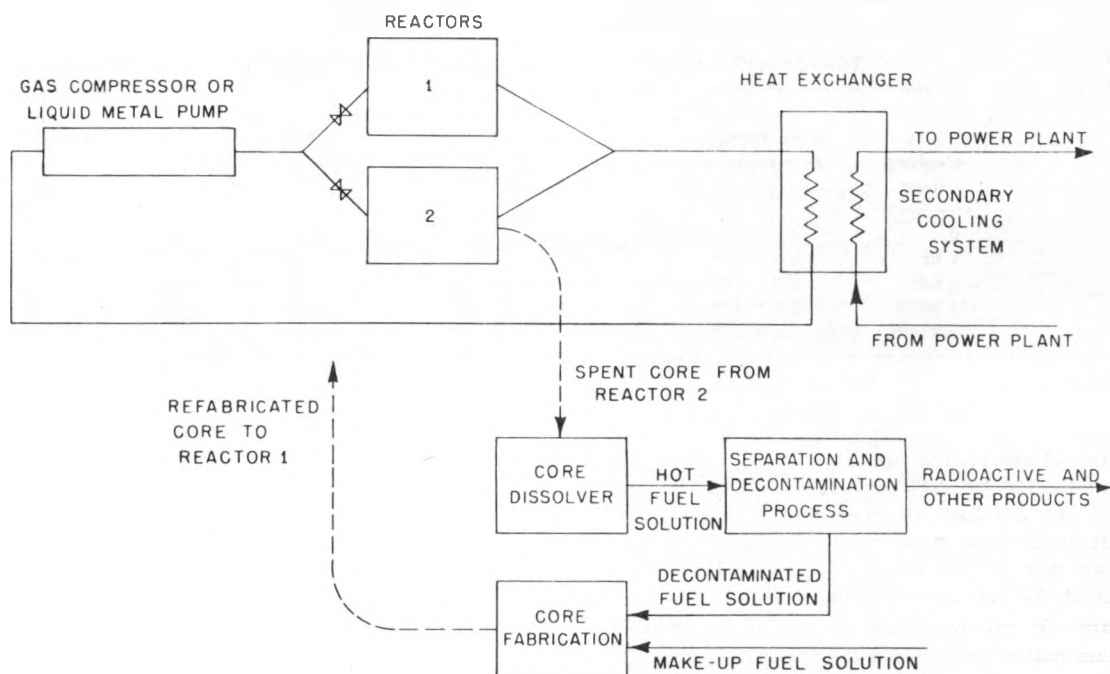 REACTORS
GAS COMPRESSOR OR
LIQUID METAL PUMP
1
2
HEAT EXCHANGER
TO POWER PLANT
SECONDARY
COOLING
SYSTEM
FROM POWER PLANT
SPENT CORE FROM
REACTOR 2
REFABRICATED
CORE TO
REACTOR 1
CORE
DISSOLVER
HOT
FUEL
SOLUTION
SEPARATION AND
DECONTAMINATION
PROCESS
RADIOACTIVE AND
OTHER PRODUCTS
DECONTAMINATED
FUEL SOLUTION
CORE
FABRICATION
MAKE-UP FUEL SOLUTION